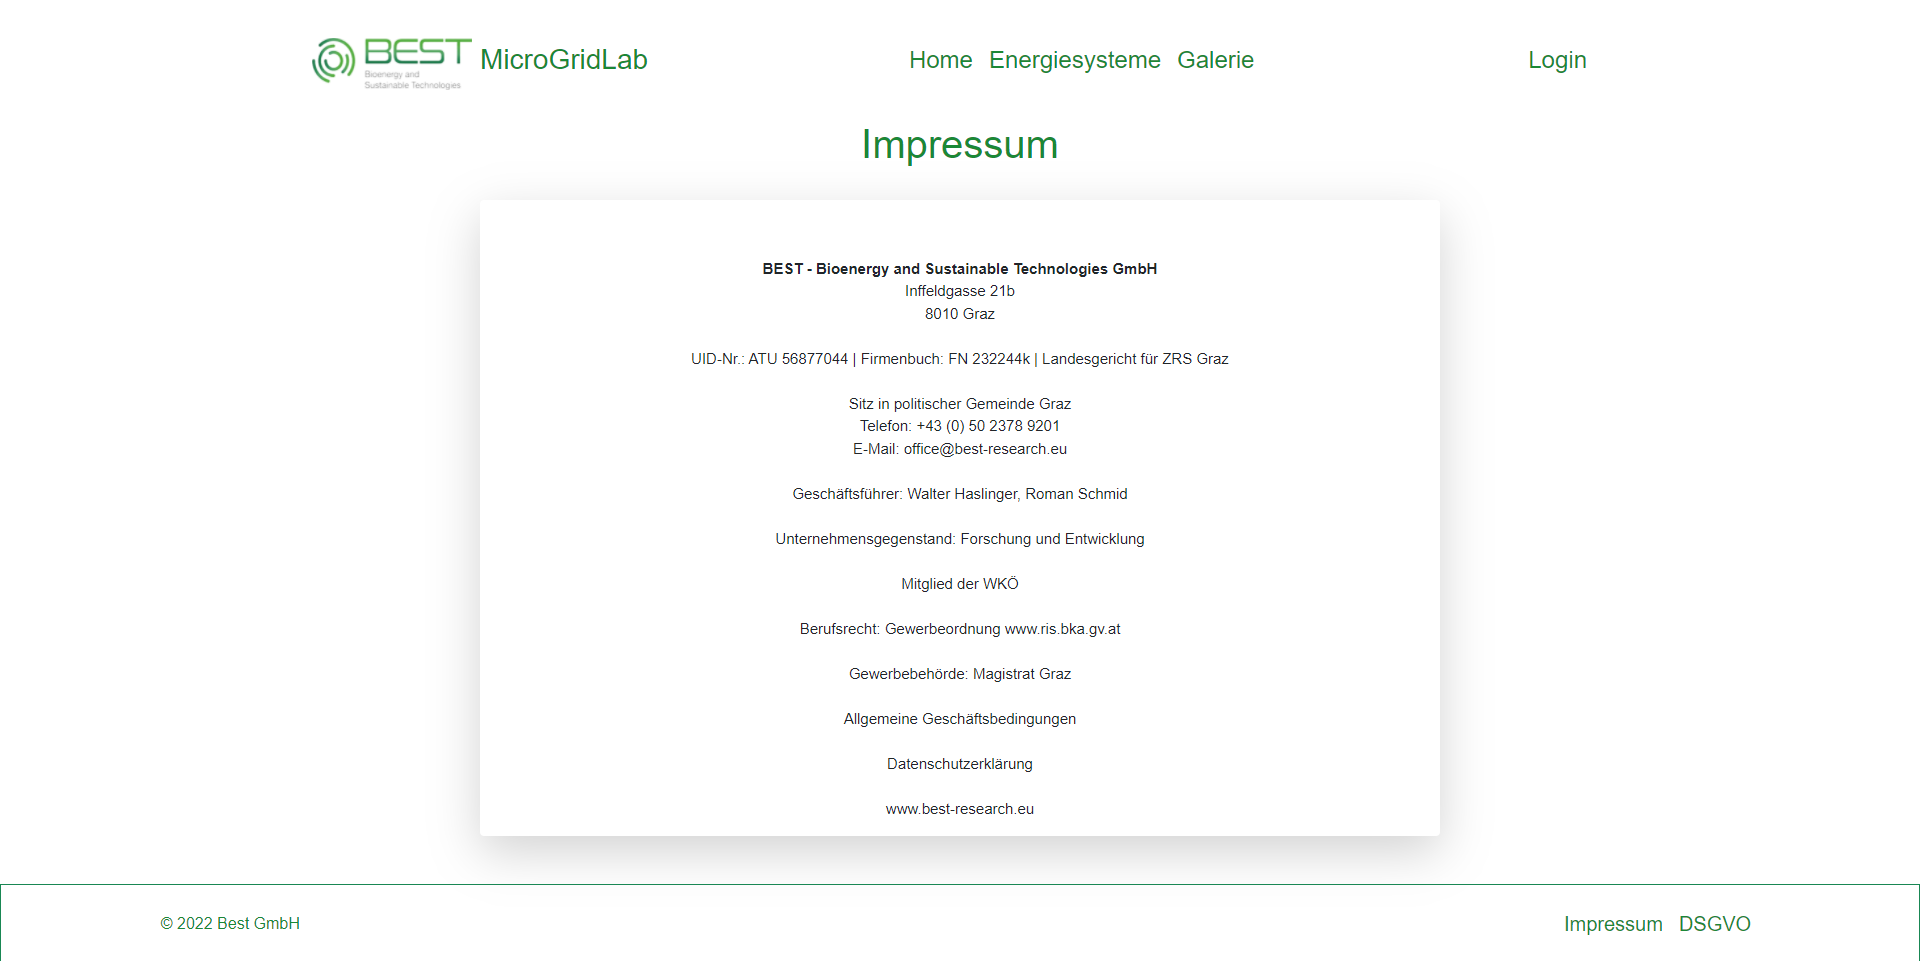 BEST
Bioenergy and
Sustainable Technologies
MicroGridLab
Home Energiesysteme Galerie
Login
Impressum
BEST - Bioenergy and Sustainable Technologies GmbH
Inffeldgasse 21b
8010 Graz
UID-Nr.: ATU 56877044 | Firmenbuch: FN 232244k | Landesgericht für ZRS Graz
Sitz in politischer Gemeinde Graz
Telefon: +43 (0) 50 2378 9201
E-Mail: office@best-research.eu
Geschäftsführer: Walter Haslinger, Roman Schmid
Unternehmensgegenstand: Forschung und Entwicklung
Mitglied der WKÖ
Berufsrecht: Gewerbeordnung www.ris.bka.gv.at
Gewerbebehörde: Magistrat Graz
Allgemeine Geschäftsbedingungen
Datenschutzerklärung
www.best-research.eu
© 2022 Best GmbH
Impressum DSGVO